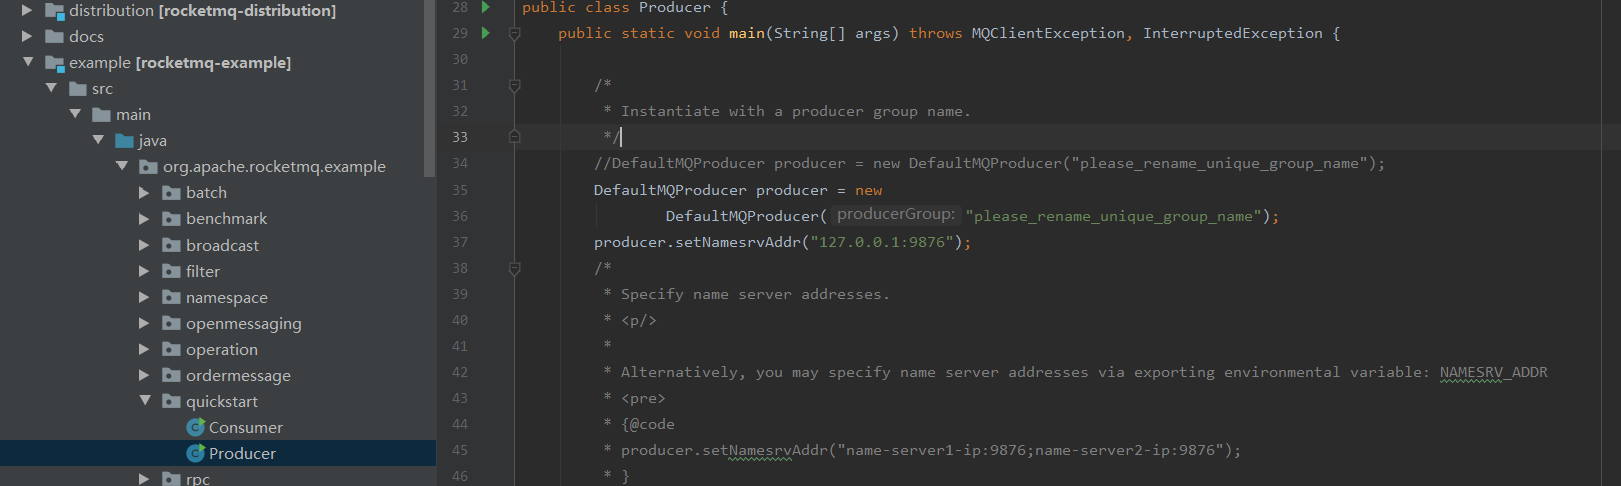 distribution [rocketmq-distribution]
docs
example [rocketmq-example]
src
main
java
org.apache.rocketmq.example
batch
benchmark
broadcast
filter
namespace
openmessaging
operation
ordermessage
quickstart
Consumer
Producer
rpc
28 public class Producer {
29 public static void main(String[] args) throws MQClientException, InterruptedException {
30
31 /*
32 * Instantiate with a producer group name.
33 */
34 //DefaultMQProducer producer = new DefaultMQProducer("please_rename_unique_group_name");
35 DefaultMQProducer producer = new
36 DefaultMQProducer( producerGroup: "please_rename_unique_group_name");
37 producer.setNamesrvAddr("127.0.0.1:9876");
38 /*
39 * Specify name server addresses.
40 * <p/>
41 *
42 * Alternatively, you may specify name server addresses via exporting environmental variable: NAMESRV_ADDR
43 * <pre>
44 * {@code
45 * producer.setNamesrvAddr("name-server1-ip:9876;name-server2-ip:9876");
46 * }